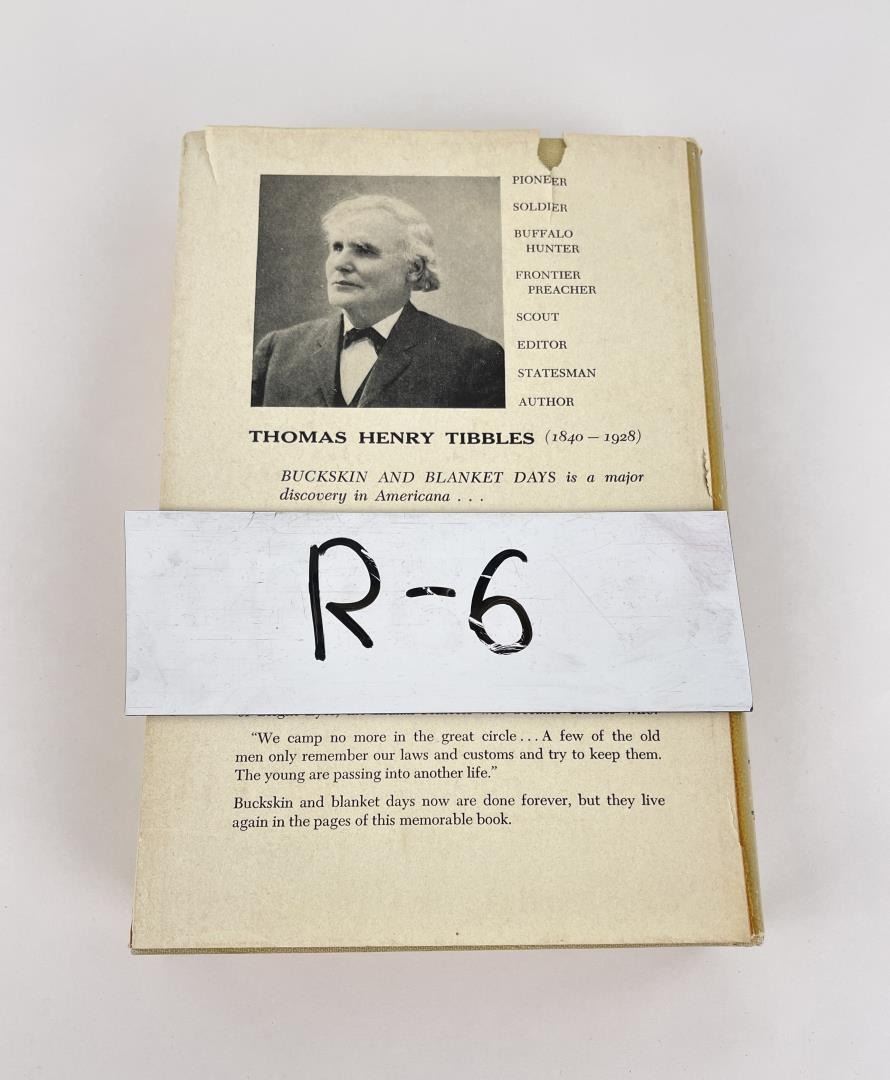 PIONEER
SOLDIER
BUFFALO
HUNTER
FRONTIER
PREACHER
SCOUT
EDITOR
STATESMAN
AUTHOR
THOMAS HENRY TIBBLES (1840 – 1928)
BUCKSKIN AND BLANKET DAYS is a major
discovery in Americana . . .
R-6
“We camp no more in the great circle . . . A few of the old
men only remember our laws and customs and try to keep them.
The young are passing into another life.”
Buckskin and blanket days now are done forever, but they live
again in the pages of this memorable book.